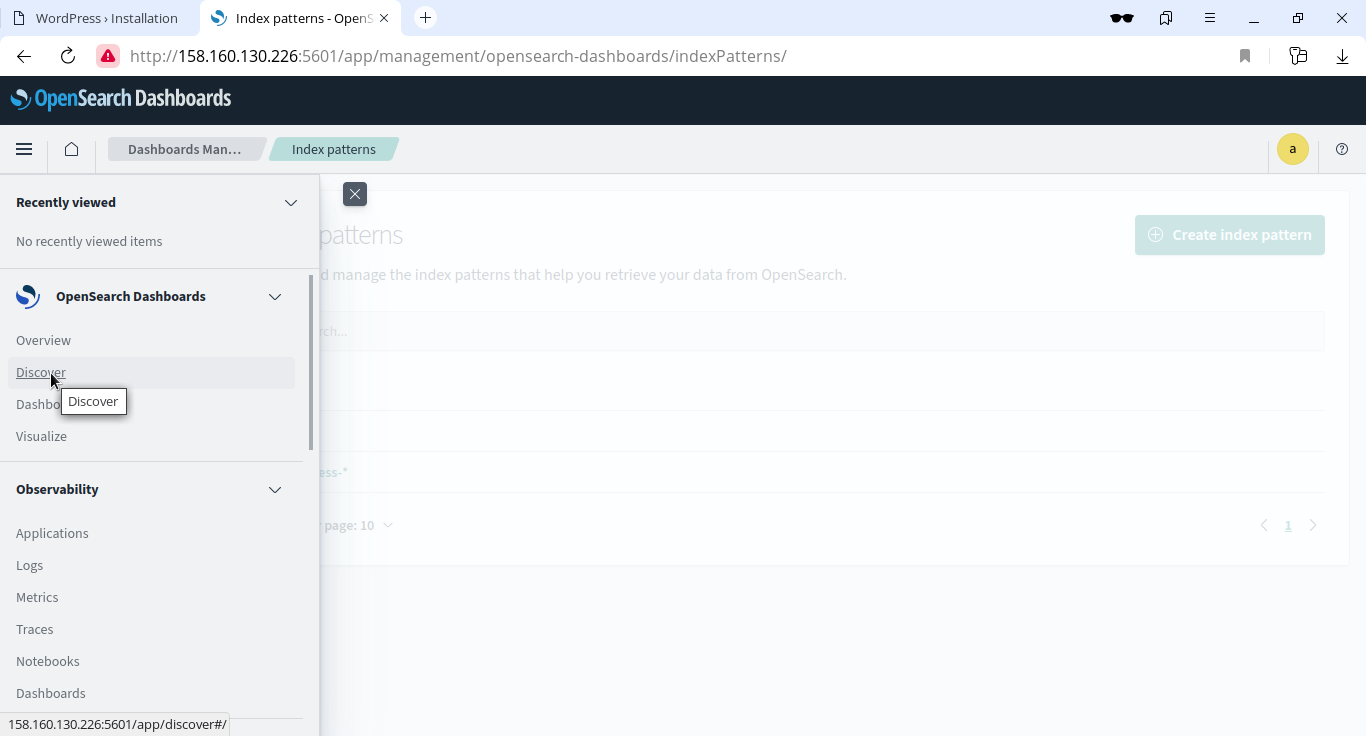 WordPress › Installation
Index patterns - OpenS
http://158.160.130.226:5601/app/management/opensearch-dashboards/indexPatterns/
OpenSearch Dashboards
Dashboards Man...
Index patterns
a
Recently viewed
No recently viewed items
patterns
Create index pattern
d manage the index patterns that help you retrieve your data from OpenSearch.
OpenSearch Dashboards
rch...
Overview
Discover
Discover
Dashbo
Visualize
ess-*
Observability
page: 10
1
Applications
Logs
Metrics
Traces
Notebooks
Dashboards
158.160.130.226:5601/app/discover#/